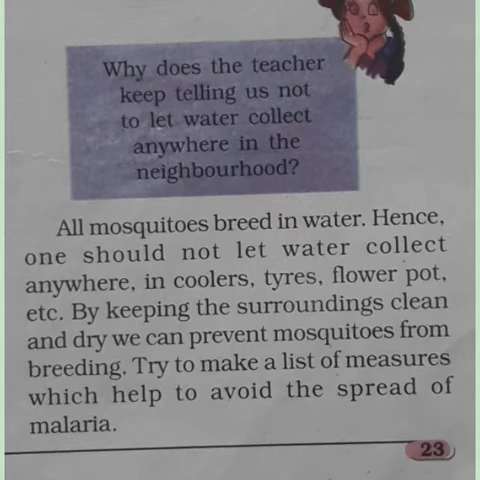 Why does the teacher
keep telling us not
to let water collect
anywhere in the
neighbourhood?
All mosquitoes breed in water. Hence,
one should not let water collect
anywhere, in coolers, tyres, flower pot,
etc. By keeping the surroundings clean
and dry we can prevent mosquitoes from
breeding. Try to make a list of measures
which help to avoid the spread of
malaria.
23